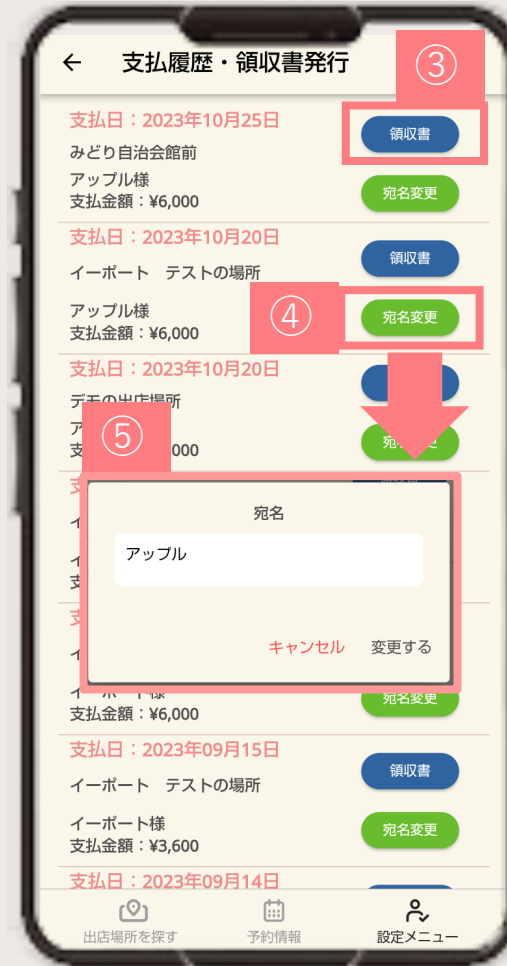 ← 支払履歴・領収書発行
③
支払日：2023年10月25日
領収書
みどり自治会館前
アップル様
支払金額：¥6,000
宛名変更
支払日：2023年10月20日
領収書
イーポート　テストの場所
④
アップル様
支払金額：¥6,000
宛名変更
支払日：2023年10月20日
デモの出店場所
⑤
000
宛名
アップル
キャンセル
変更する
宛名変更
支払金額：¥6,000
支払日：2023年09月15日
領収書
イーポート　テストの場所
イーポート様
支払金額：¥3,600
宛名変更
支払日：2023年09月14日
出店場所を探す
予約情報
設定メニュー